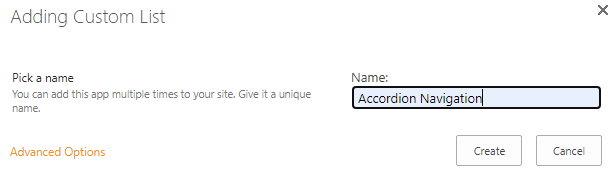 Adding Custom List
Pick a name
You can add this app multiple times to your site. Give it a unique
name.
Name:
Accordion Navigation
Advanced Options
Create
Cancel